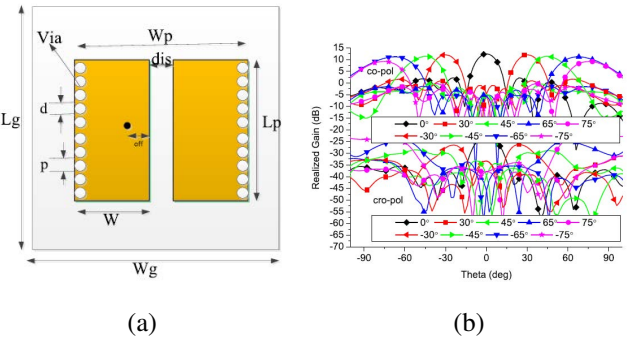 Via
Wp
dis
Lg
d
Lp
off
p
W
Wg
(a)
Realized Gain (dB)
15
10
5
0
-5
-10
-15
-25
-30
-35
-40
-45
-50
-55
-60
-65
-70
co-pol
0° 30° 45° 65° 75°
-30° -45° -65° -75°
cro-pol
0° 30° 45° 65° 75°
-30° -45° -65° -75°
-90 -60 -30 0 30 60 90
Theta (deg)
(b)